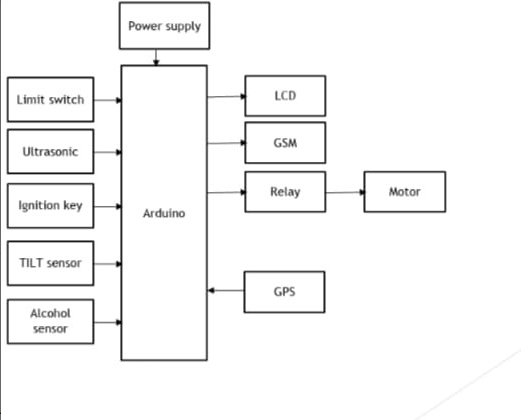 Power supply
Limit switch
LCD
Ultrasonic
GSM
Ignition key
Relay
Motor
Arduino
TILT sensor
GPS
Alcohol
sensor